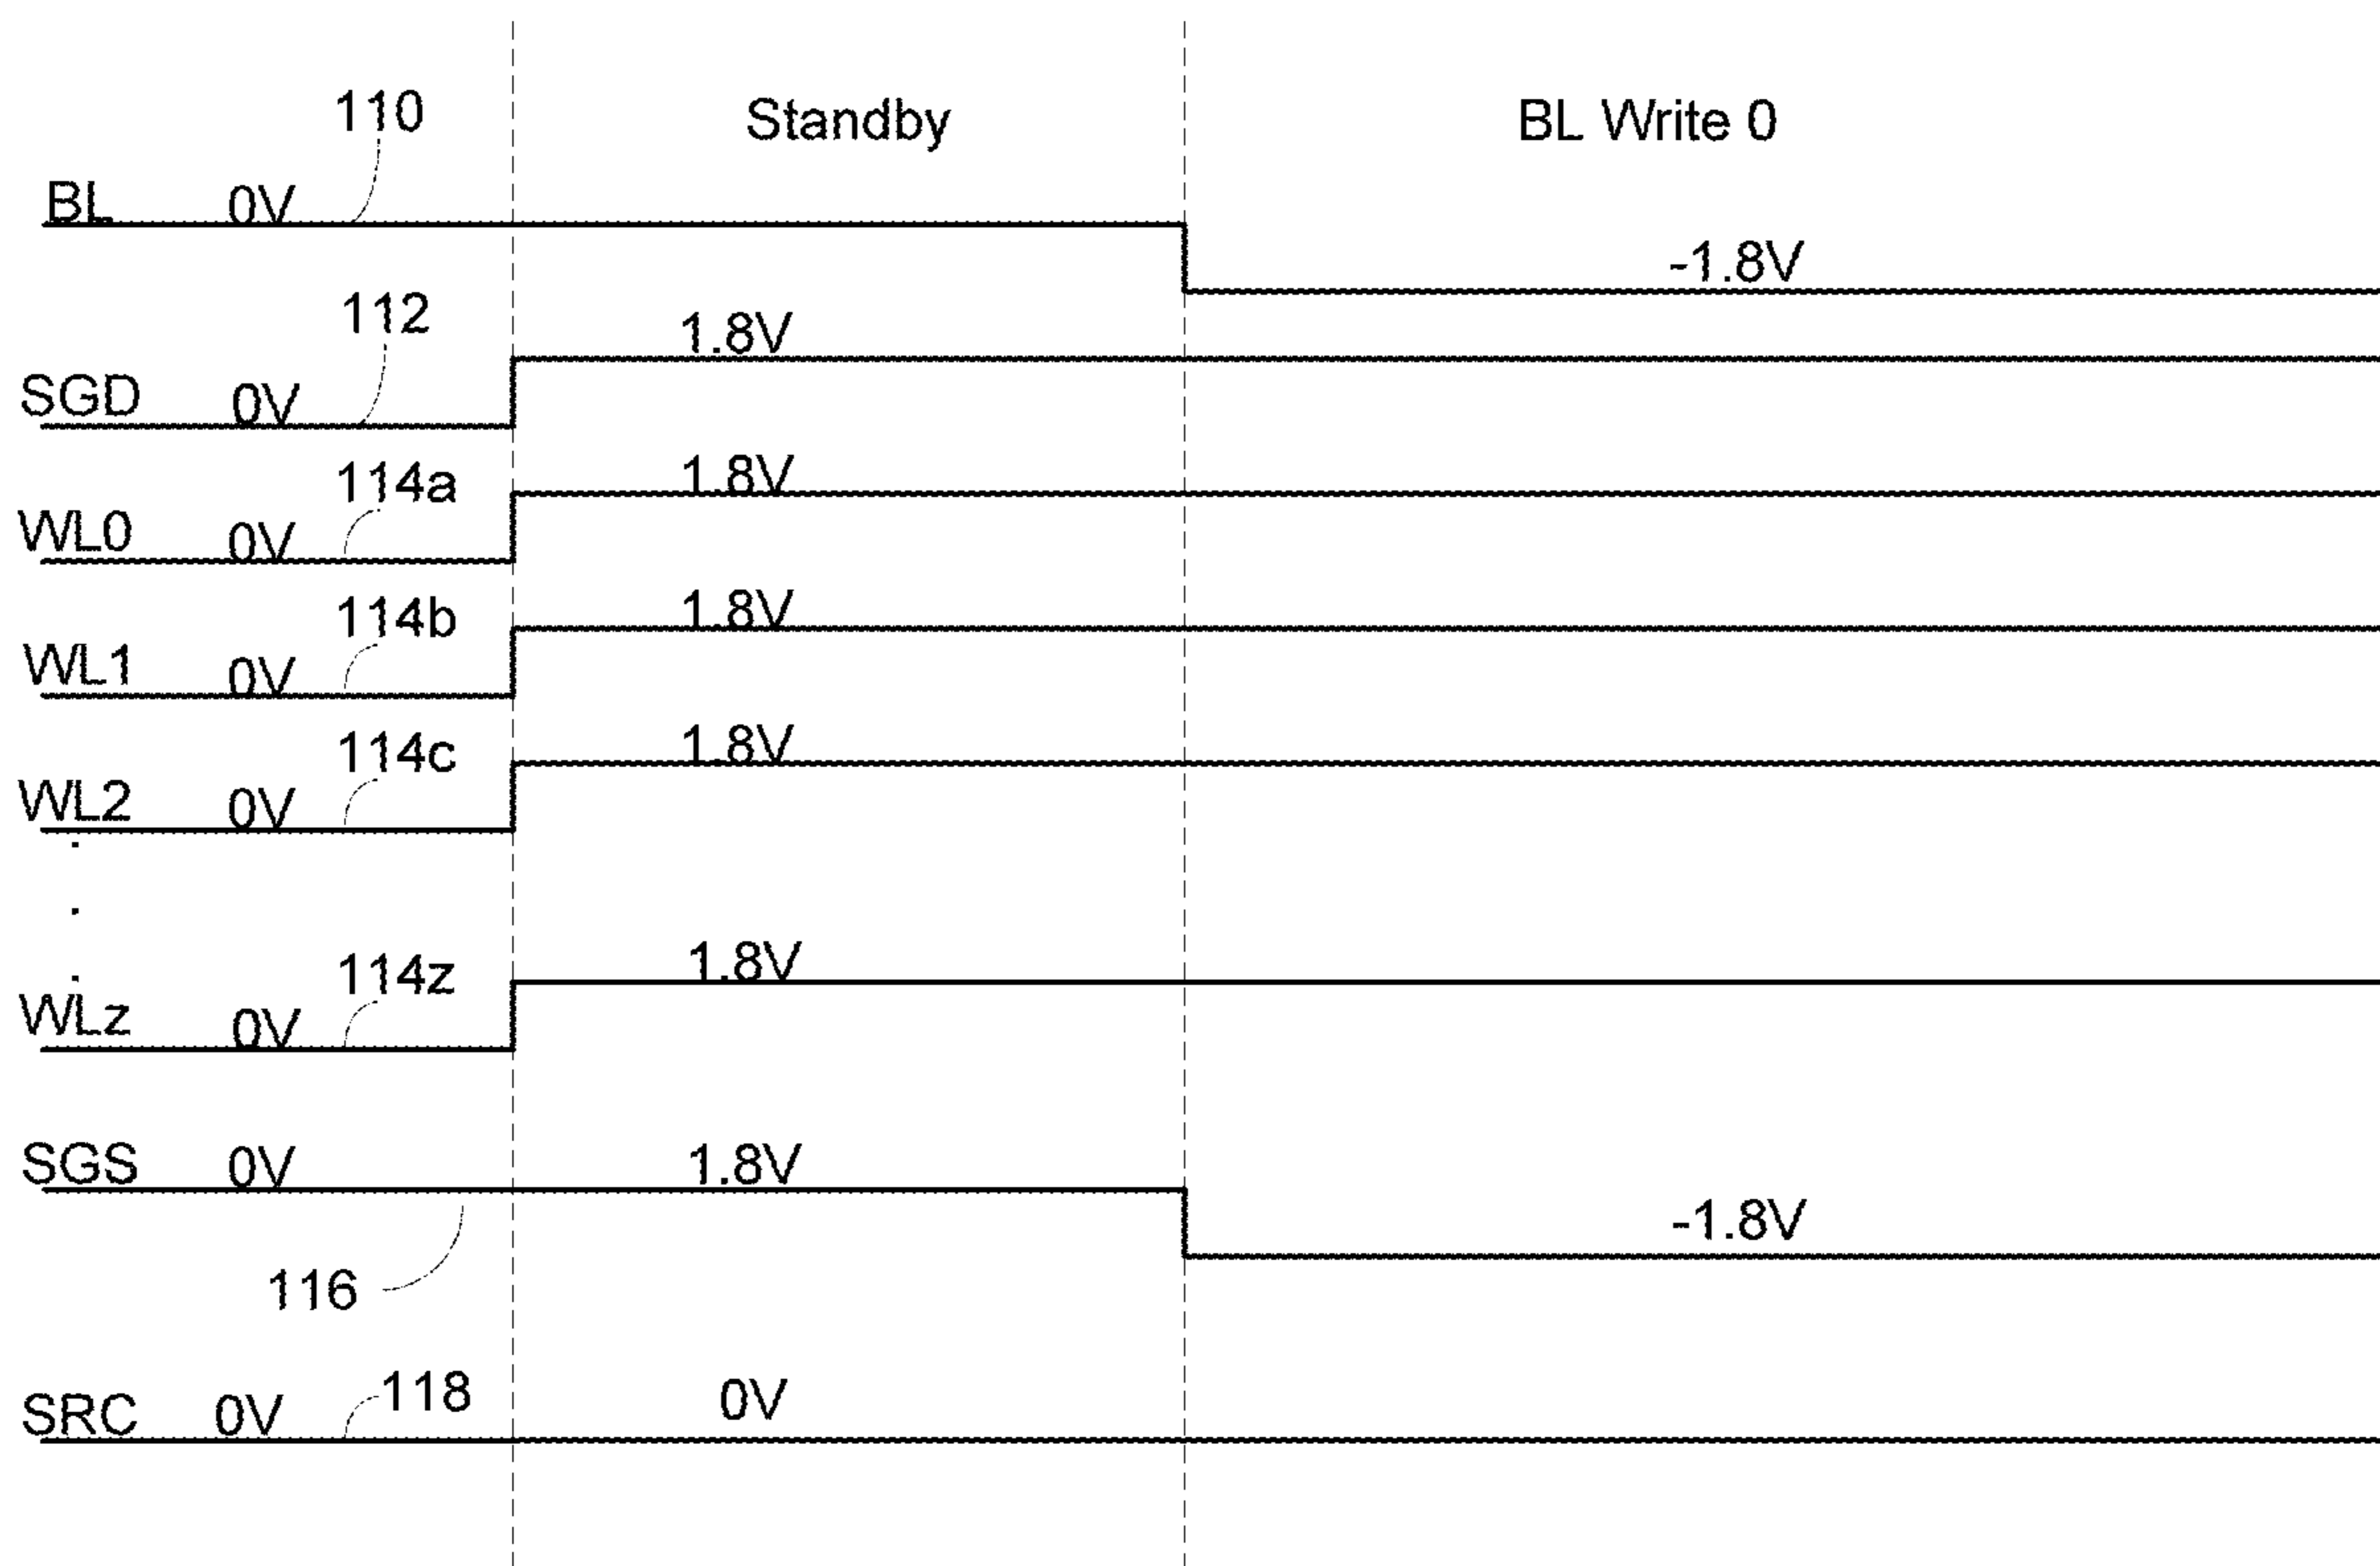 110 Standby BL Write 0
BL 0V
-1.8V
112 1.8V
SGD 0V
114a 1.8V
WL0 0V
114b 1.8V
WL1 0V
114c 1.8V
WL2 0V
.
.
.
114z 1.8V
WLz 0V
SGS 0V 1.8V
-1.8V
116
118 0V
SRC 0V